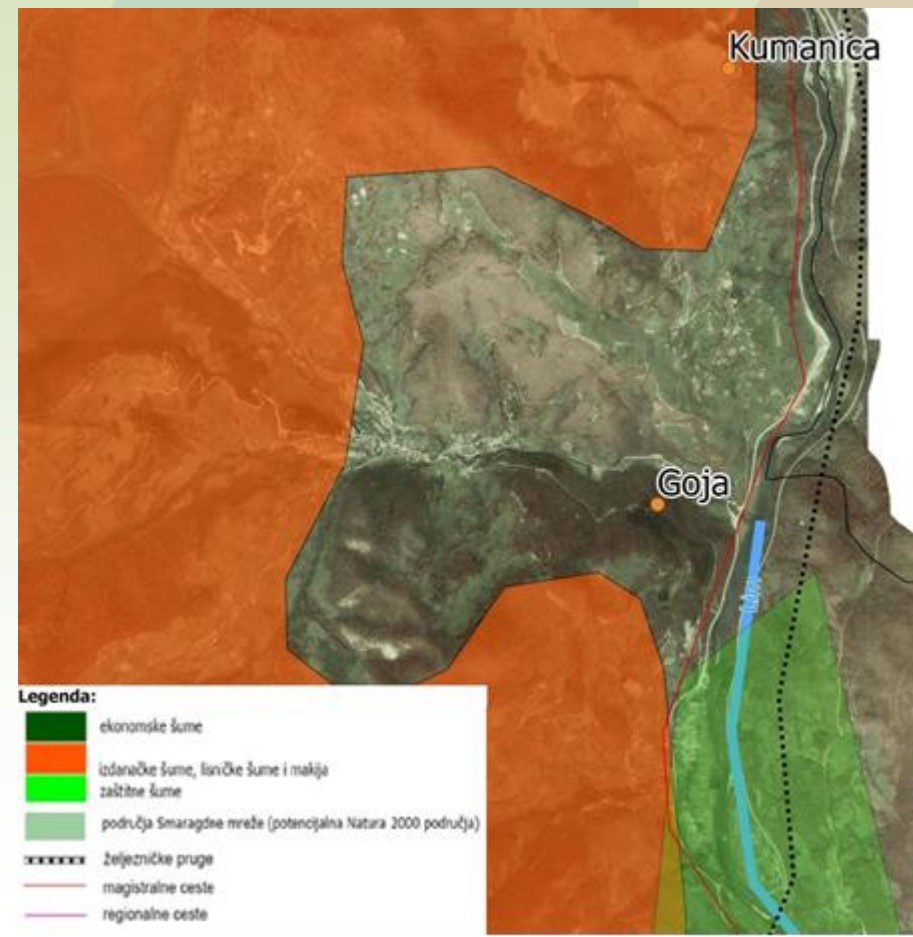 Kumanica
Goja
Legenda:
ekonomske šume
izdanačke šume, lisničke šume i makija
zaštitne šume
područja Smaragdne mreže (potencijalna Natura 2000 područja)
željezničke pruge
magistralne ceste
regionalne ceste